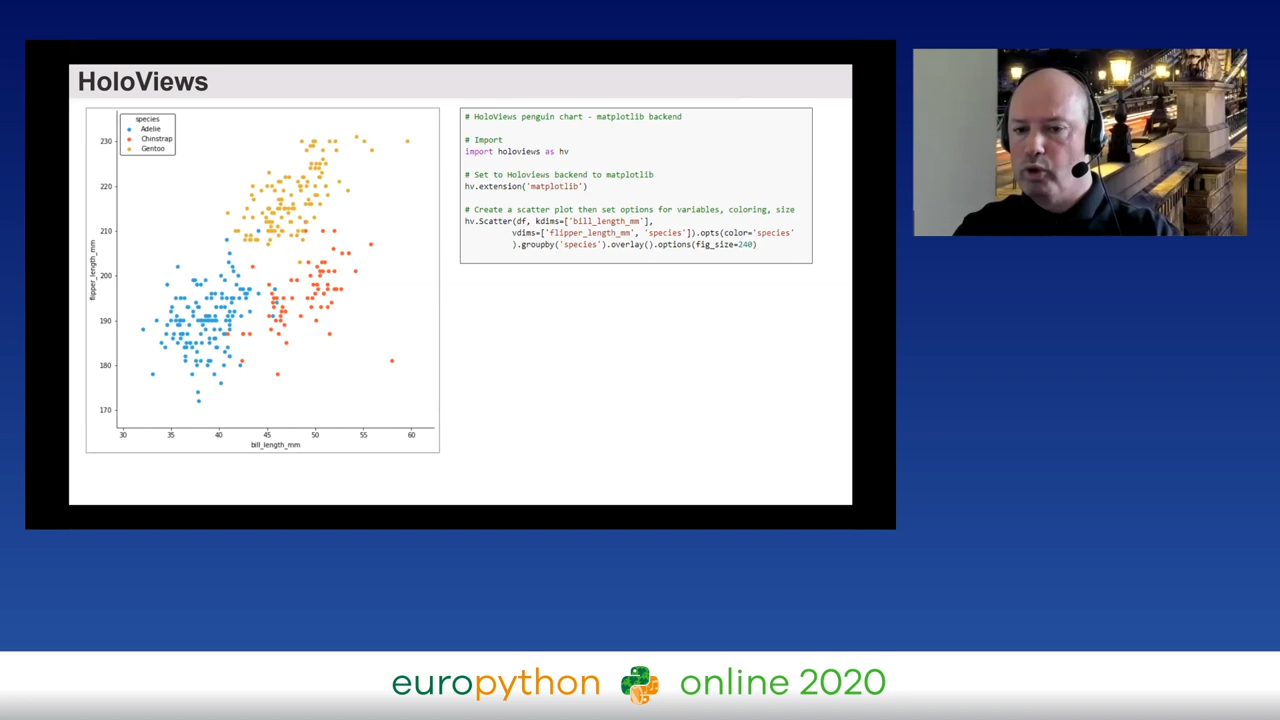 HoloViews
species
Adelie
Chinstrap
Gentoo
230
220
210
200
190
180
170
flipper_length_mm
30 35 40 45 50 55 60
bill_length_mm
# HoloViews penguin chart - matplotlib backend
# Import
import holoviews as hv
# Set to Holoviews backend to matplotlib
hv.extension('matplotlib')
# Create a scatter plot then set options for variables, coloring, size
hv.Scatter(df, kdims=['bill_length_mm'],
vdims=['flipper_length_mm', 'species']).opts(color='species'
).groupby('species').overlay().options(fig_size=240)
europython online 2020